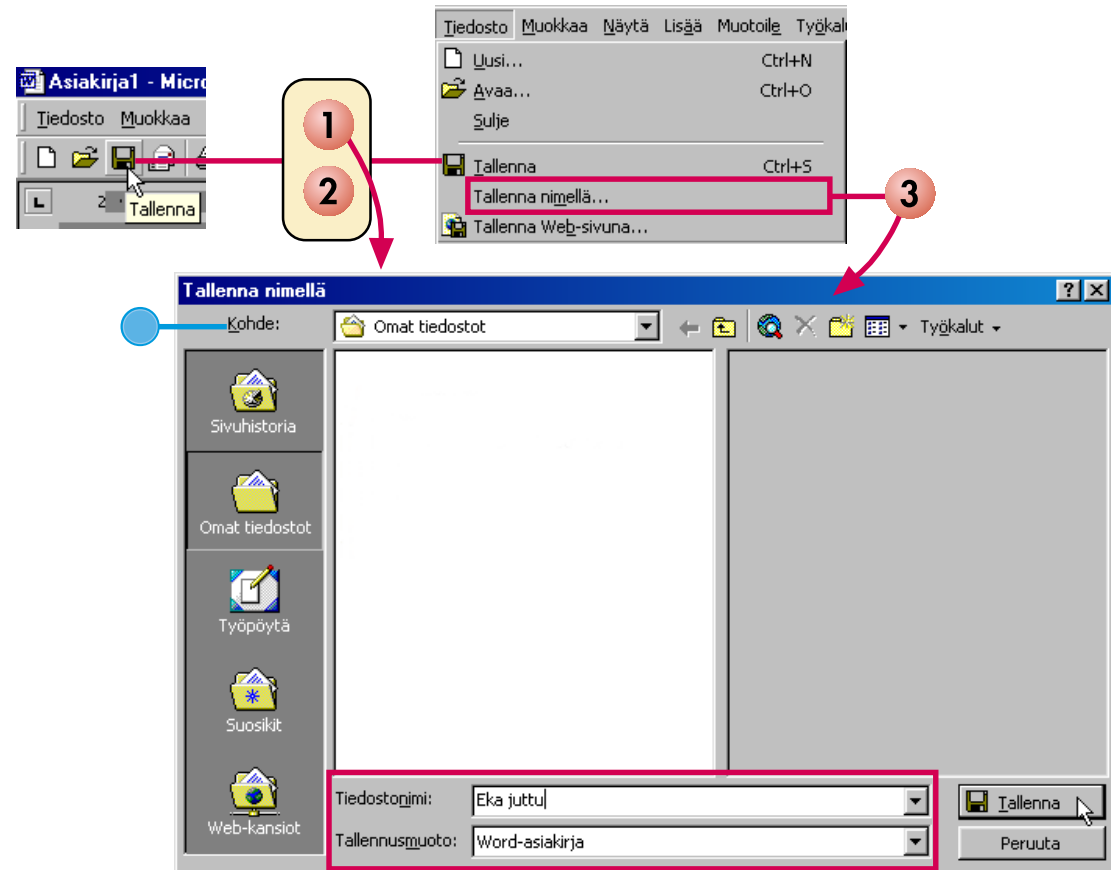 Asiakirja1 - Micro
Tiedosto Muokkaa
Tallenna
1
2
Tiedosto Muokkaa Näytä Lisää Muotoile Työkalu
Uusi... Ctrl+N
Avaa... Ctrl+O
Sulje
Tallenna Ctrl+S
Tallenna nimellä...
Tallenna Web-sivuna...
3
Tallenna nimellä
Kohde: Omat tiedostot Työkalut
Sivuhistoria
Omat tiedostot
Työpöytä
Suosikit
Web-kansiot
Tiedostonimi: Eka juttu
Tallennusmuoto: Word-asiakirja
Tallenna
Peruuta